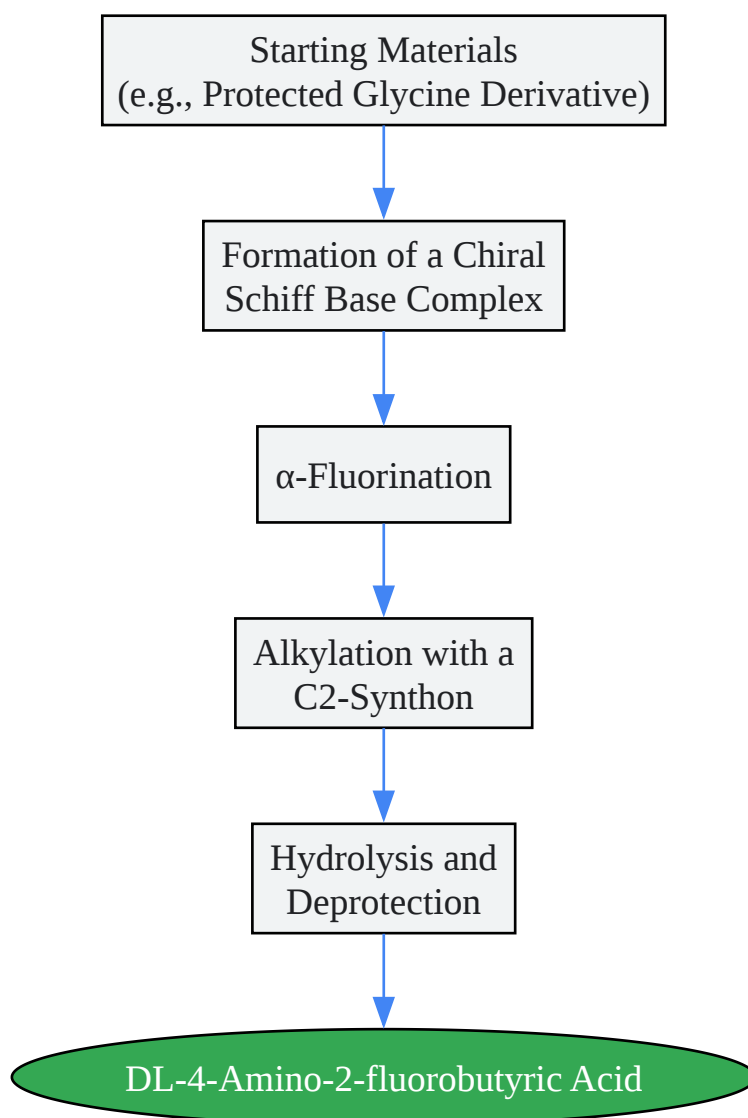 Starting Materials
(e.g., Protected Glycine Derivative)
Formation of a Chiral
Schiff Base Complex
α-Fluorination
Alkylation with a
C2-Synthon
Hydrolysis and
Deprotection
DL-4-Amino-2-fluorobutyric Acid